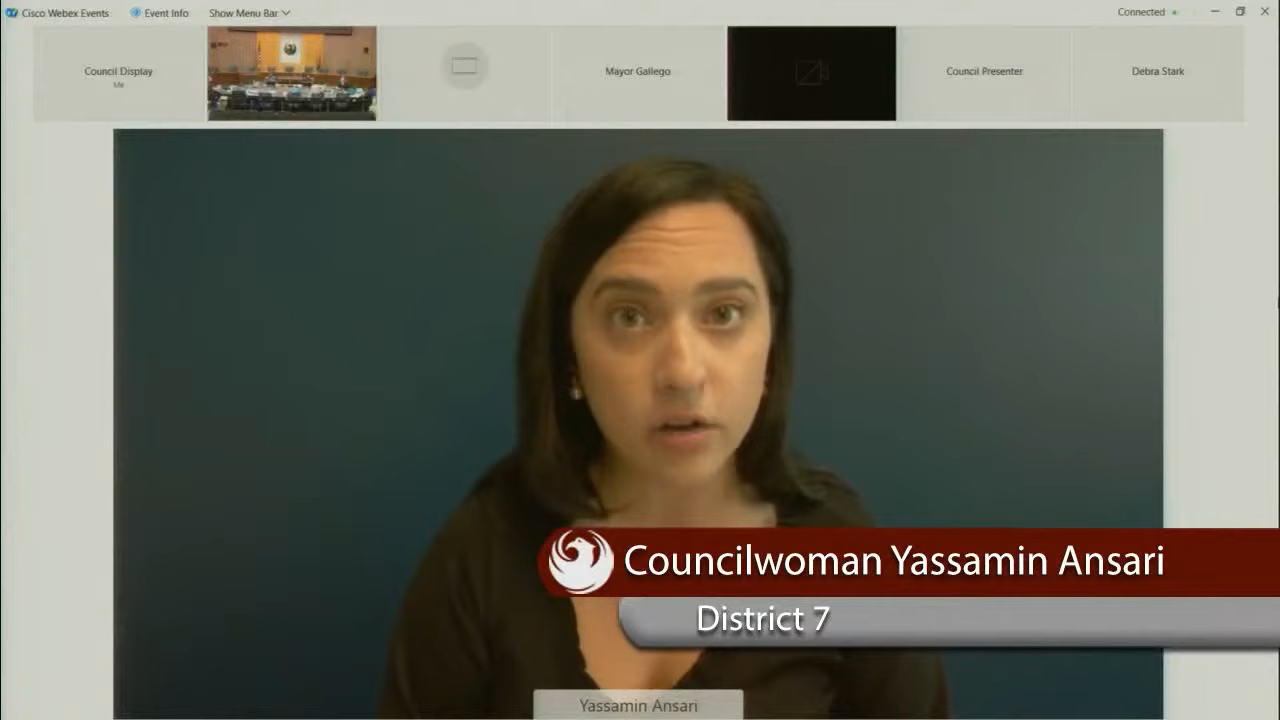 Cisco Webex Events
Event Info
Show Menu Bar
Connected
Council Display
Me
Mayor Gallego
Council Presenter
Debra Stark
Councilwoman Yassamin Ansari
District 7
Yassamin Ansari